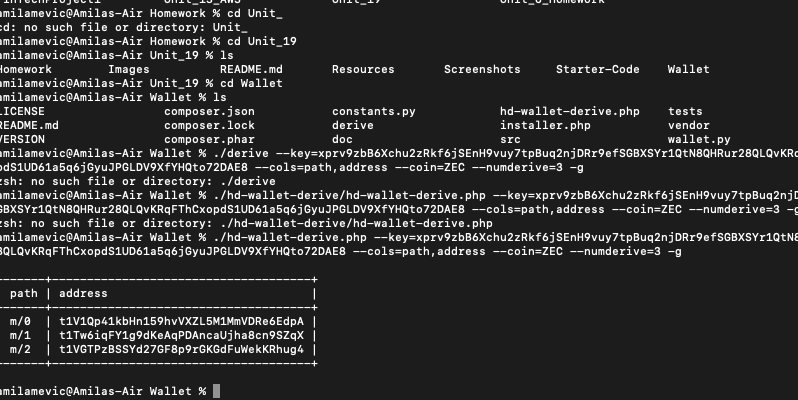 amilamevic@Amilas-Air Homework % cd Unit_
cd: no such file or directory: Unit_
amilamevic@Amilas-Air Homework % cd Unit_19
amilamevic@Amilas-Air Unit_19 % ls
Homework Images README.md Resources Screenshots Starter-Code Wallet
amilamevic@Amilas-Air Unit_19 % cd Wallet
amilamevic@Amilas-Air Wallet % ls
LICENSE composer.json constants.py hd-wallet-derive.php tests
README.md composer.lock derive installer.php vendor
VERSION composer.phar doc src wallet.py
amilamevic@Amilas-Air Wallet % ./derive --key=xprv9zbB6Xchu2zRkf6jSEnH9vuy7tpBuq2njDRr9efSGBXSYr1QtN8QHRur28QLQvKRq
pdS1UD61a5q6jGyuJPGLDV9XfYHQto72DAE8 --cols=path,address --coin=ZEC --numderive=3 -g
zsh: no such file or directory: ./derive
amilamevic@Amilas-Air Wallet % ./hd-wallet-derive/hd-wallet-derive.php --key=xprv9zbB6Xchu2zRkf6jSEnH9vuy7tpBuq2njD
GBXSYr1QtN8QHRur28QLQvKRqFThCxopdS1UD61a5q6jGyuJPGLDV9XfYHQto72DAE8 --cols=path,address --coin=ZEC --numderive=3 -g
zsh: no such file or directory: ./hd-wallet-derive/hd-wallet-derive.php
amilamevic@Amilas-Air Wallet % ./hd-wallet-derive.php --key=xprv9zbB6Xchu2zRkf6jSEnH9vuy7tpBuq2njDRr9efSGBXSYr1QtN8
QLQvKRqFThCxopdS1UD61a5q6jGyuJPGLDV9XfYHQto72DAE8 --cols=path,address --coin=ZEC --numderive=3 -g
path | address |
m/0 | t1V1Qp41kbHn159hvVXZL5M1MmVDRe6EdpA |
m/1 | t1Tw6iqFY1g9dKeAqPDAncaUjha8cn9SZqX |
m/2 | t1VGTPzBSSYd27GF8p9rGKGdFuWekKRhug4 |
amilamevic@Amilas-Air Wallet %